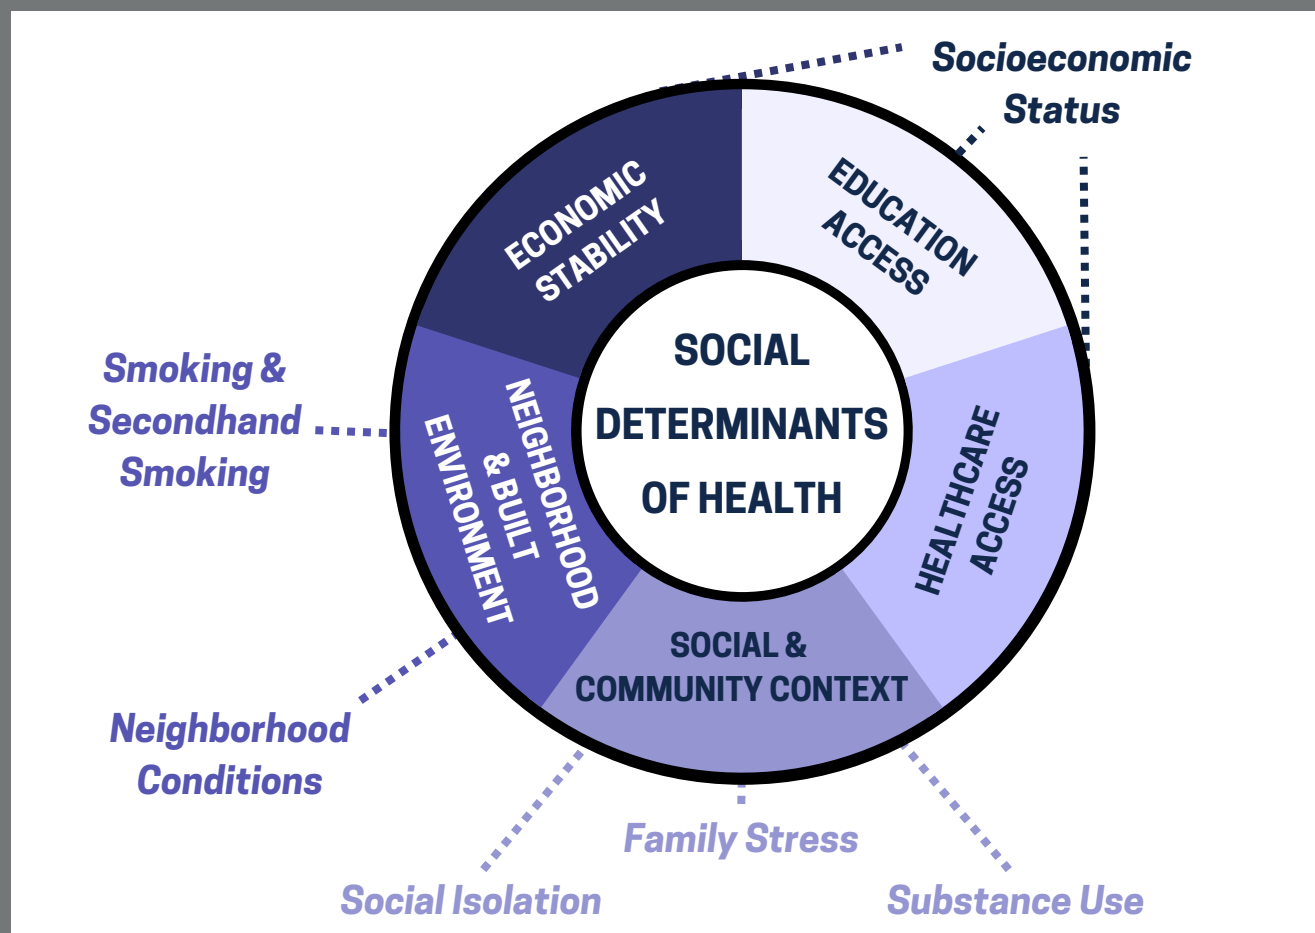 Socioeconomic
Status
ECONOMIC
STABILITY
EDUCATION
ACCESS
SOCIAL
DETERMINANTS
OF HEALTH
Smoking &
Secondhand
Smoking
NEIGHBORHOOD
& BUILT
ENVIRONMENT
HEALTHCARE
ACCESS
SOCIAL &
COMMUNITY CONTEXT
Neighborhood
Conditions
Family Stress
Social Isolation
Substance Use